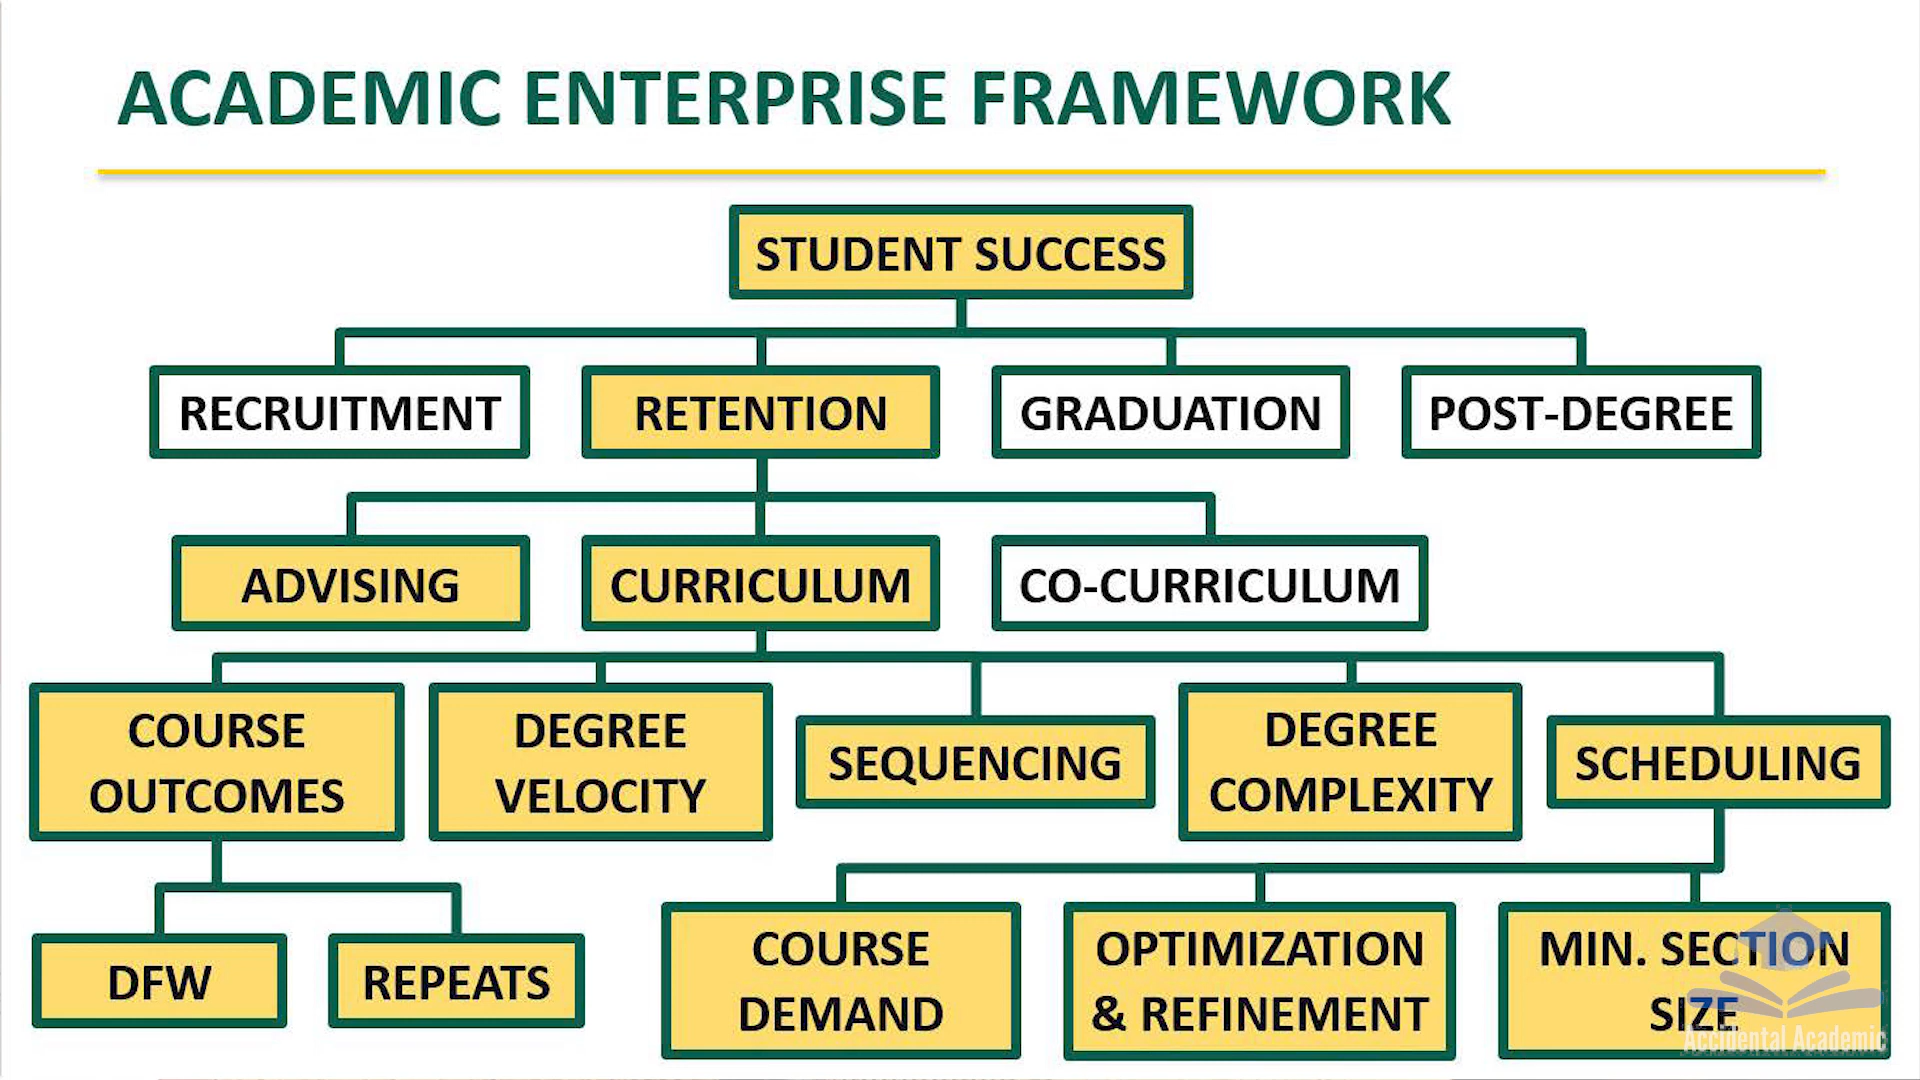 ACADEMIC ENTERPRISE FRAMEWORK
STUDENT SUCCESS
RECRUITMENT
RETENTION
GRADUATION
POST-DEGREE
ADVISING
CURRICULUM
CO-CURRICULUM
COURSE
OUTCOMES
DEGREE
VELOCITY
SEQUENCING
DEGREE
COMPLEXITY
SCHEDULING
DFW
REPEATS
COURSE
DEMAND
OPTIMIZATION
& REFINEMENT
MIN. SECTION
SIZE
Accidental Academic